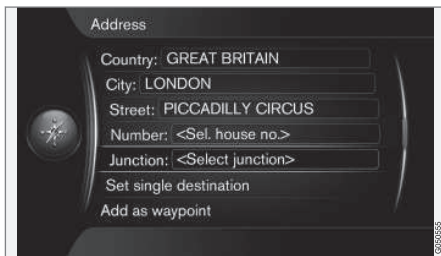 Address
Country: GREAT BRITAIN
City: LONDON
Street: PICCADILLY CIRCUS
Number: <Sel. house no.>
Junction: <Select junction>
Set single destination
Add as waypoint
G050555